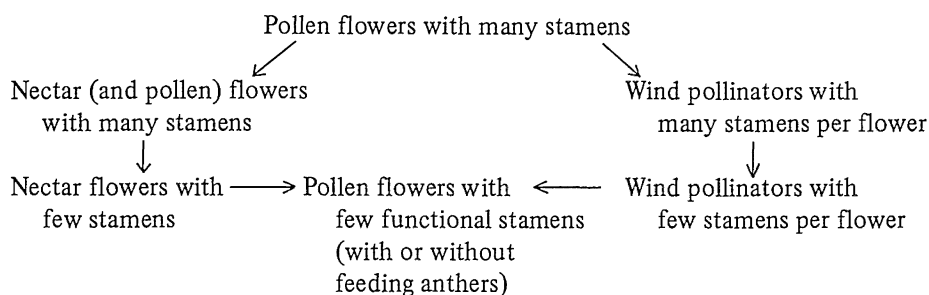 Pollen flowers with many stamens
Nectar (and pollen) flowers
with many stamens
Wind pollinators with
many stamens per flower
Nectar flowers with
few stamens
Pollen flowers with
few functional stamens
(with or without
feeding anthers)
Wind pollinators with
few stamens per flower